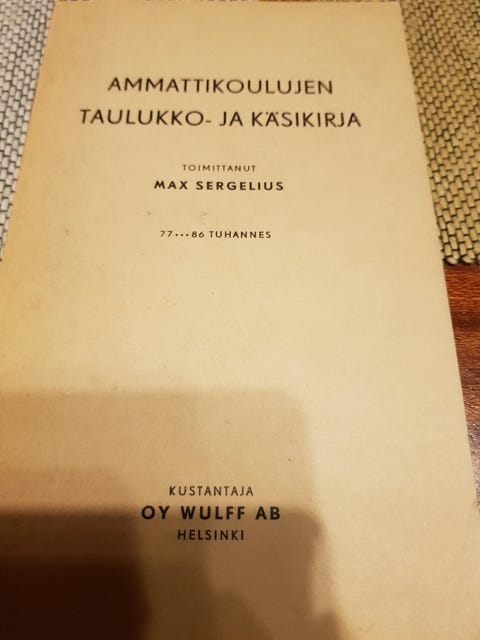 AMMATTIKOULUJEN
TAULUKKO- JA KÄSIKIRJA
TOIMITTANUT
MAX SERGELIUS
77···86 TUHANNES
KUSTANTAJA
OY WULFF AB
HELSINKI